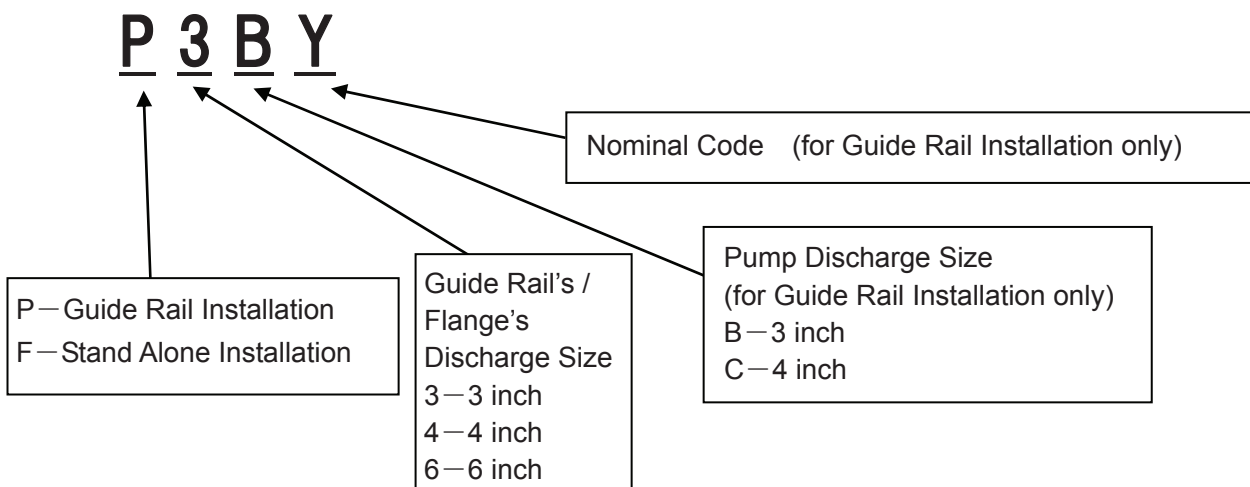 P 3 B Y
Nominal Code (for Guide Rail Installation only)
Pump Discharge Size
(for Guide Rail Installation only)
B－3 inch
C－4 inch
Guide Rail's /
Flange's
Discharge Size
3－3 inch
4－4 inch
6－6 inch
P－Guide Rail Installation
F－Stand Alone Installation